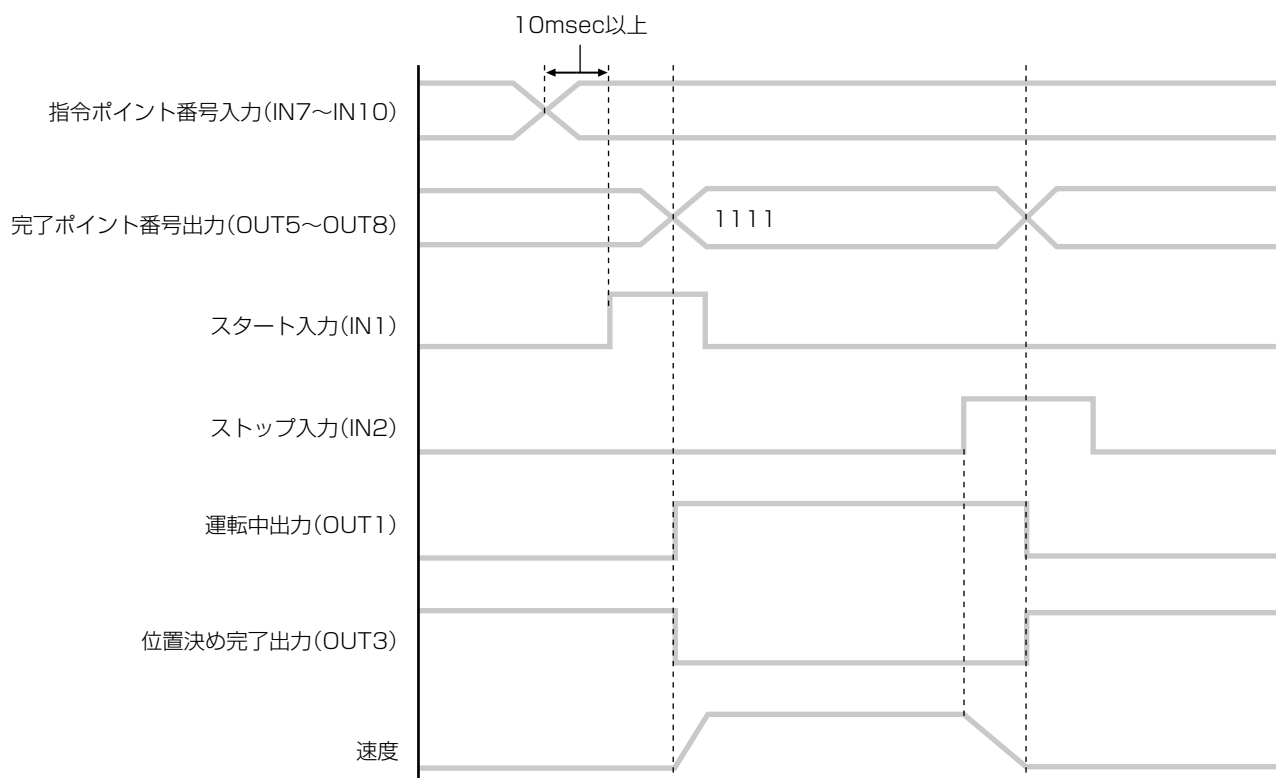 10msec以上
指令ポイント番号入力(IN7～IN10)
完了ポイント番号出力(OUT5～OUT8)
1111
スタート入力(IN1)
ストップ入力(IN2)
運転中出力(OUT1)
位置決め完了出力(OUT3)
速度